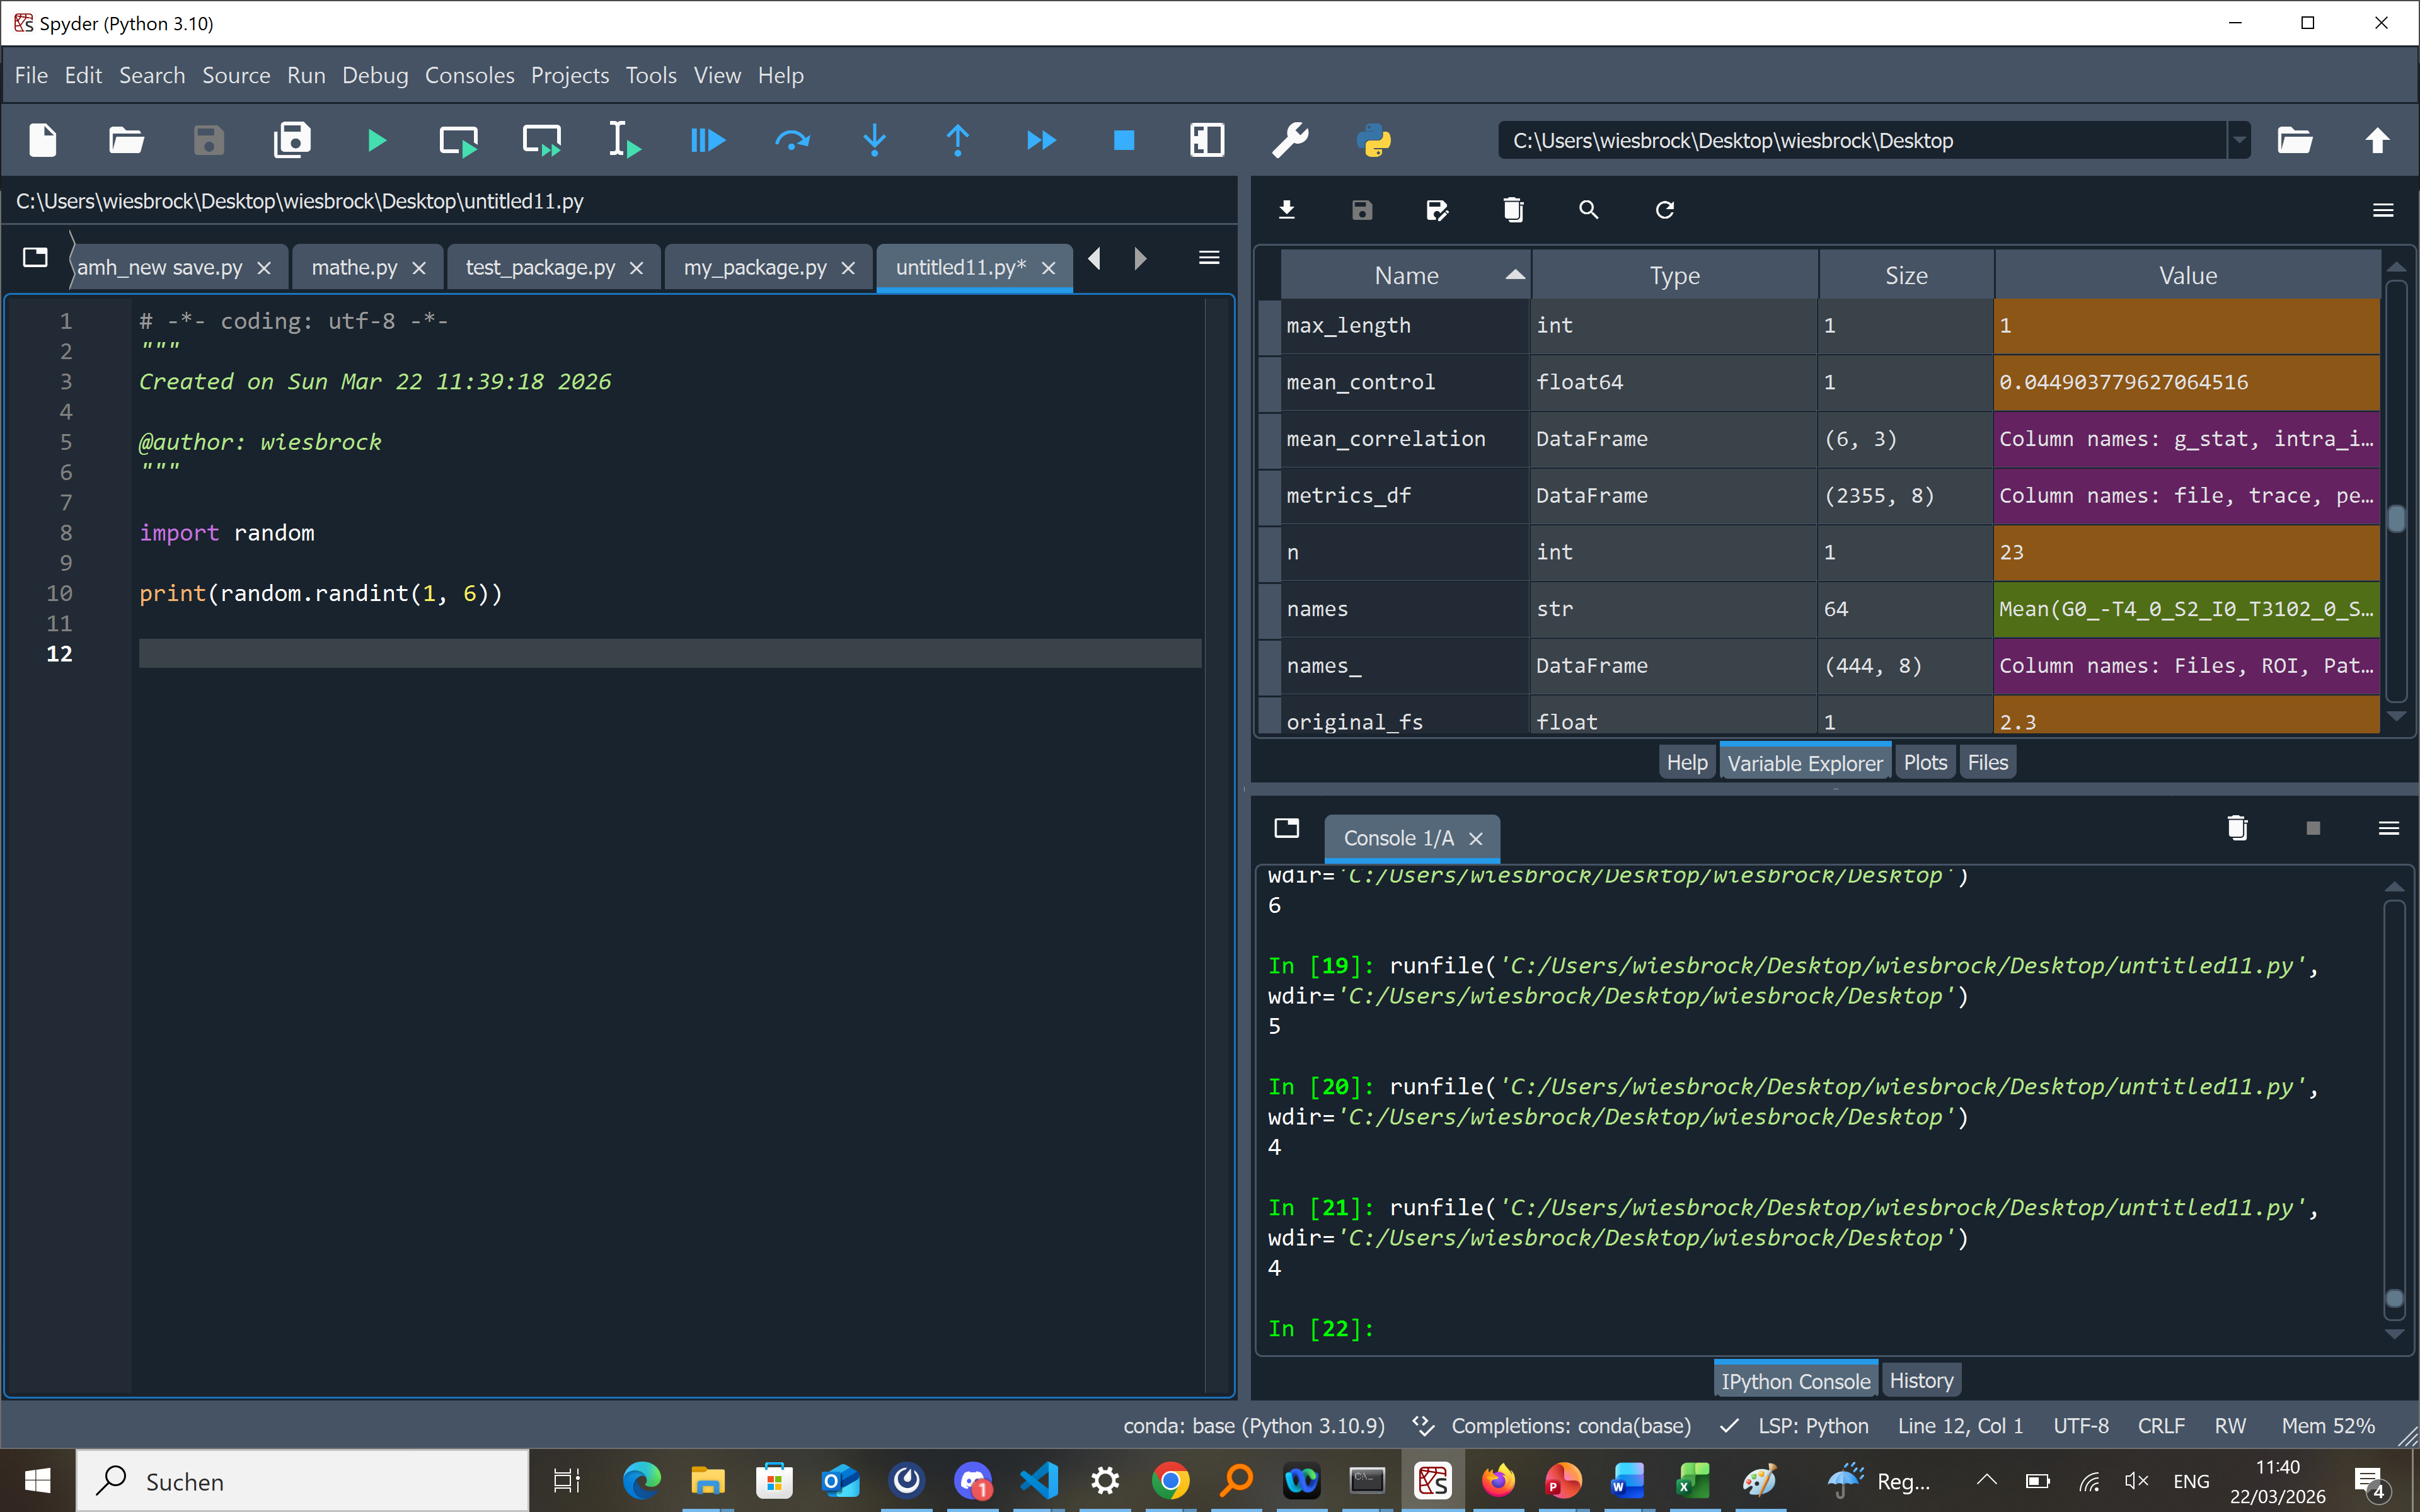 Spyder (Python 3.10)
File Edit Search Source Run Debug Consoles Projects Tools View Help
C:\Users\wiesbrock\Desktop\wiesbrock\Desktop
C:\Users\wiesbrock\Desktop\wiesbrock\Desktop\untitled11.py
amh_new save.py mathe.py test_package.py my_package.py untitled11.py*
1 # -*- coding: utf-8 -*-
2 """
3 Created on Sun Mar 22 11:39:18 2026
4
5 @author: wiesbrock
6 """
7
8 import random
9
10 print(random.randint(1, 6))
11
12
Name Type Size Value
max_length int 1 1
mean_control float64 1 0.044903779627064516
mean_correlation DataFrame (6, 3) Column names: g_stat, intra_i...
metrics_df DataFrame (2355, 8) Column names: file, trace, pe...
n int 1 23
names str 64 Mean(G0_-T4_0_S2_I0_T3102_0_S...
names_ DataFrame (444, 8) Column names: Files, ROI, Pat...
original_fs float 1 2.3
Help Variable Explorer Plots Files
Console 1/A
wdir='C:/Users/wiesbrock/Desktop/wiesbrock/Desktop')
6
In [19]: runfile('C:/Users/wiesbrock/Desktop/wiesbrock/Desktop/untitled11.py',
wdir='C:/Users/wiesbrock/Desktop/wiesbrock/Desktop')
5
In [20]: runfile('C:/Users/wiesbrock/Desktop/wiesbrock/Desktop/untitled11.py',
wdir='C:/Users/wiesbrock/Desktop/wiesbrock/Desktop')
4
In [21]: runfile('C:/Users/wiesbrock/Desktop/wiesbrock/Desktop/untitled11.py',
wdir='C:/Users/wiesbrock/Desktop/wiesbrock/Desktop')
4
In [22]:
IPython Console History
conda: base (Python 3.10.9) Completions: conda(base) LSP: Python Line 12, Col 1 UTF-8 CRLF RW Mem 52%
Suchen
1
Reg...
ENG
11:40
22/03/2026
4